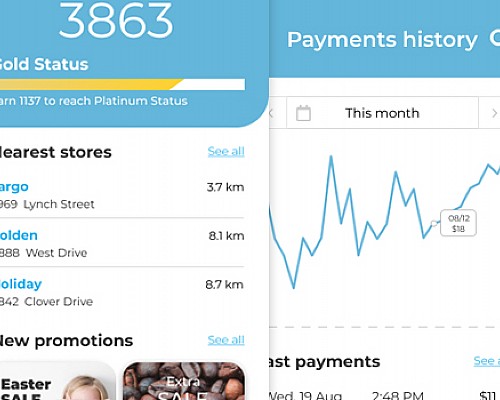 3863
Gold Status
Earn 1137 to reach Platinum Status
Nearest stores See all
argo 3.7 km
969 Lynch Street
olden 8.1 km
888 West Drive
Holiday 8.7 km
842 Clover Drive
New promotions See all
Easter
SALE
Extra
SALE
Payments history
This month
08/12
$18
ast payments See a
Wed, 19 Aug 2:48 PM $11